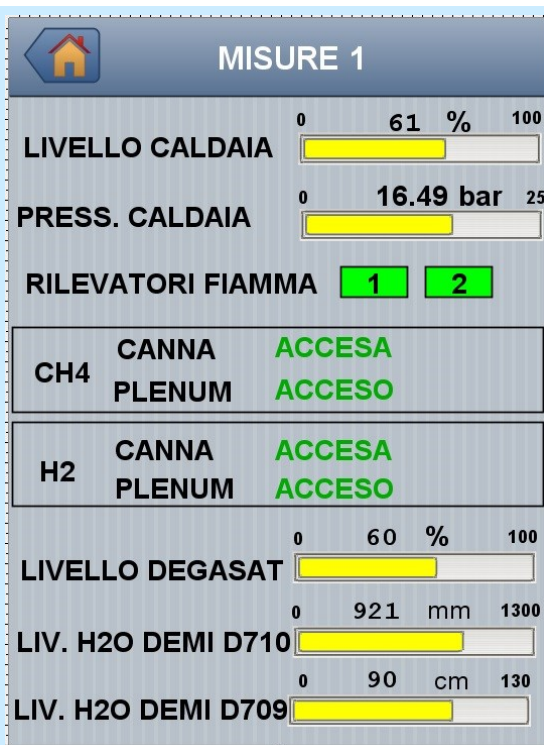 MISURE 1
0 61 % 100
LIVELLO CALDAIA
0 16.49 bar 25
PRESS. CALDAIA
RILEVATORI FIAMMA 1 2
CH4
CANNA ACCESA
PLENUM ACCESO
H2
CANNA ACCESA
PLENUM ACCESO
0 60 % 100
LIVELLO DEGASAT
0 921 mm 1300
LIV. H2O DEMI D710
0 90 cm 130
LIV. H2O DEMI D709